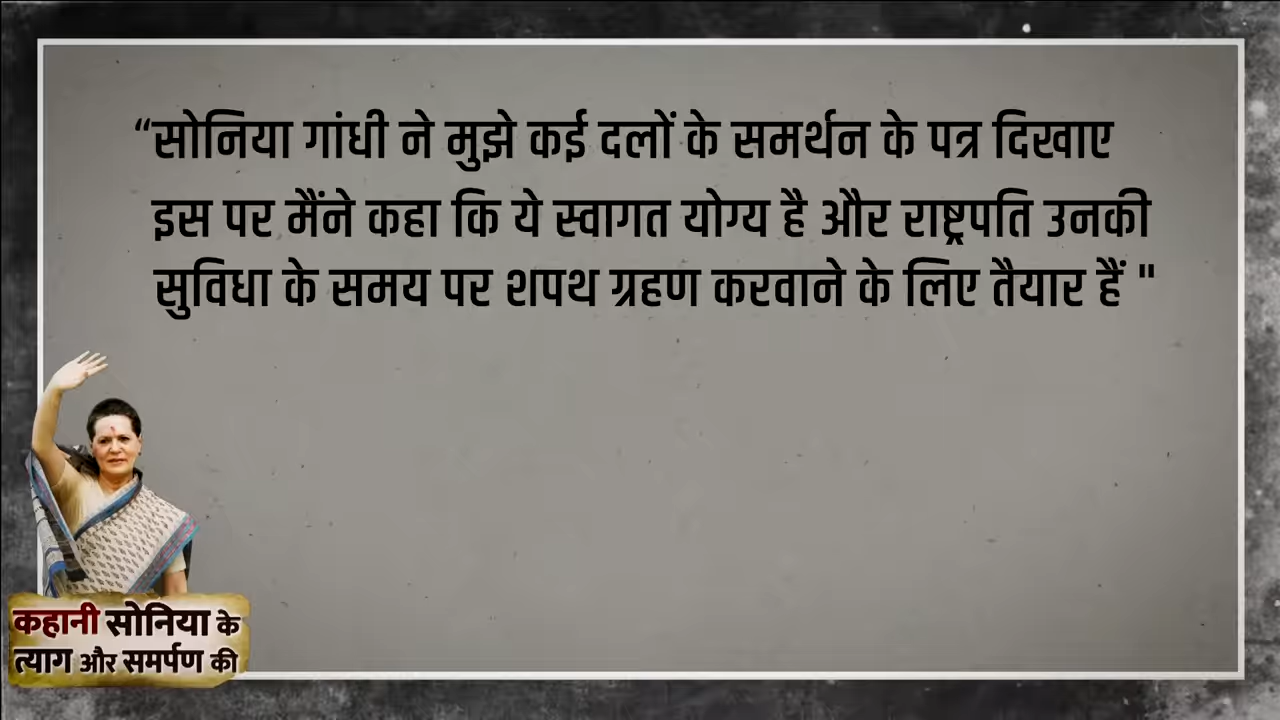 “सोनिया गांधी ने मुझे कई दलों के समर्थन के पत्र दिखाए
इस पर मैंने कहा कि ये स्वागत योग्य है और राष्ट्रपति उनकी
सुविधा के समय पर शपथ ग्रहण करवाने के लिए तैयार हैं "
कहानी सोनिया के
त्याग और समर्पण की